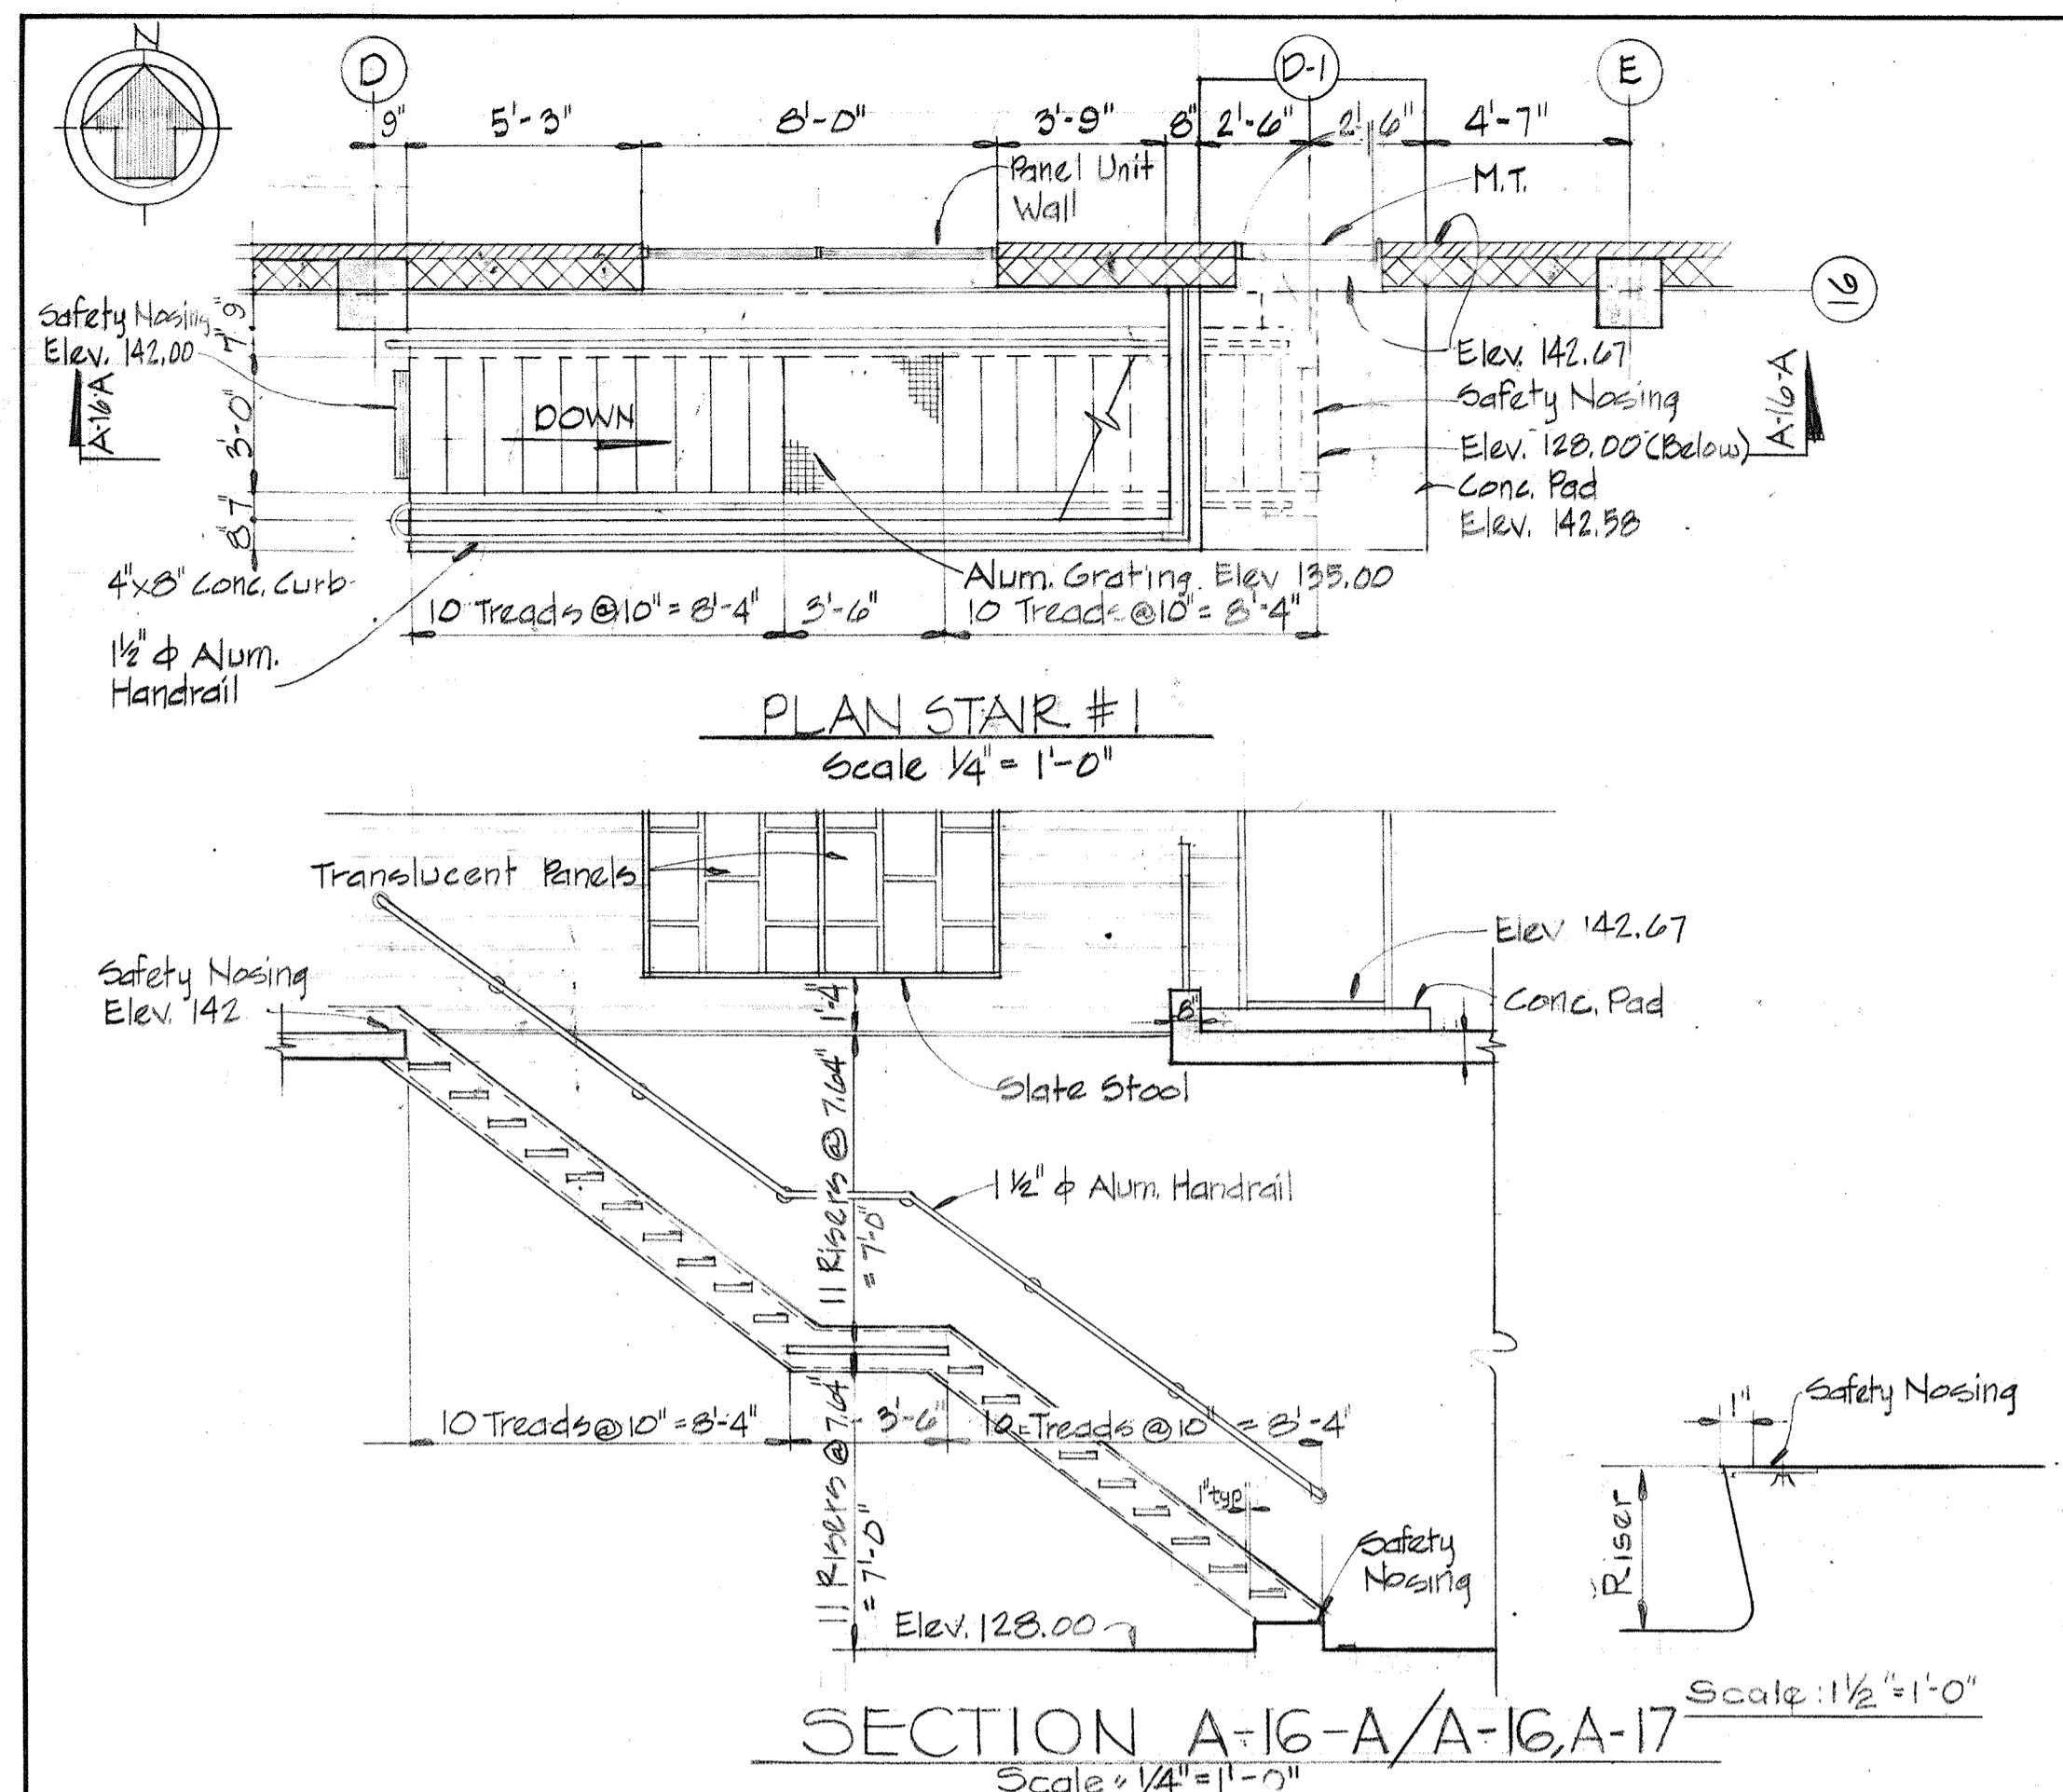 N
D
D-1
E
9" 5'-3" 8'-0" 3'-9" 8" 2'-6" 2'-6" 4'-7"
Panel Unit
Wall
M.T.
16
Safety Nosing
Elev. 142.00
7" 9"
3'-0"
8" 7"
A-16-A
DOWN
Elev. 142.67
Safety Nosing
Elev. 128.00 (Below)
Conc. Pad
Elev. 142.58
A-16-A
4"x8" Conc. Curb
1½" ϕ Alum.
Handrail
Alum. Grating. Elev 135.00
10 Treads @ 10" = 8'-4" 3'-6" 10 Treads @ 10" = 8'-4"
PLAN STAIR #1
Scale 1/4" = 1'-0"
Translucent Panels
Safety Nosing
Elev. 142
1'-4"
8"
Elev 142.67
Conc. Pad
Slate Stool
11 Risers @ 7.64"
= 7'-0"
1½" ϕ Alum. Handrail
10 Treads @ 10" = 8'-4" 3'-6" 10 Treads @ 10" = 8'-4"
11 Risers @ 7.64"
= 7'-0"
1" typ
Safety
Nosing
Elev. 128.00
1"
Safety Nosing
Riser
Scale: 1½" = 1'-0"
SECTION A-16-A/A-16, A-17
Scale: 1/4" = 1'-0"